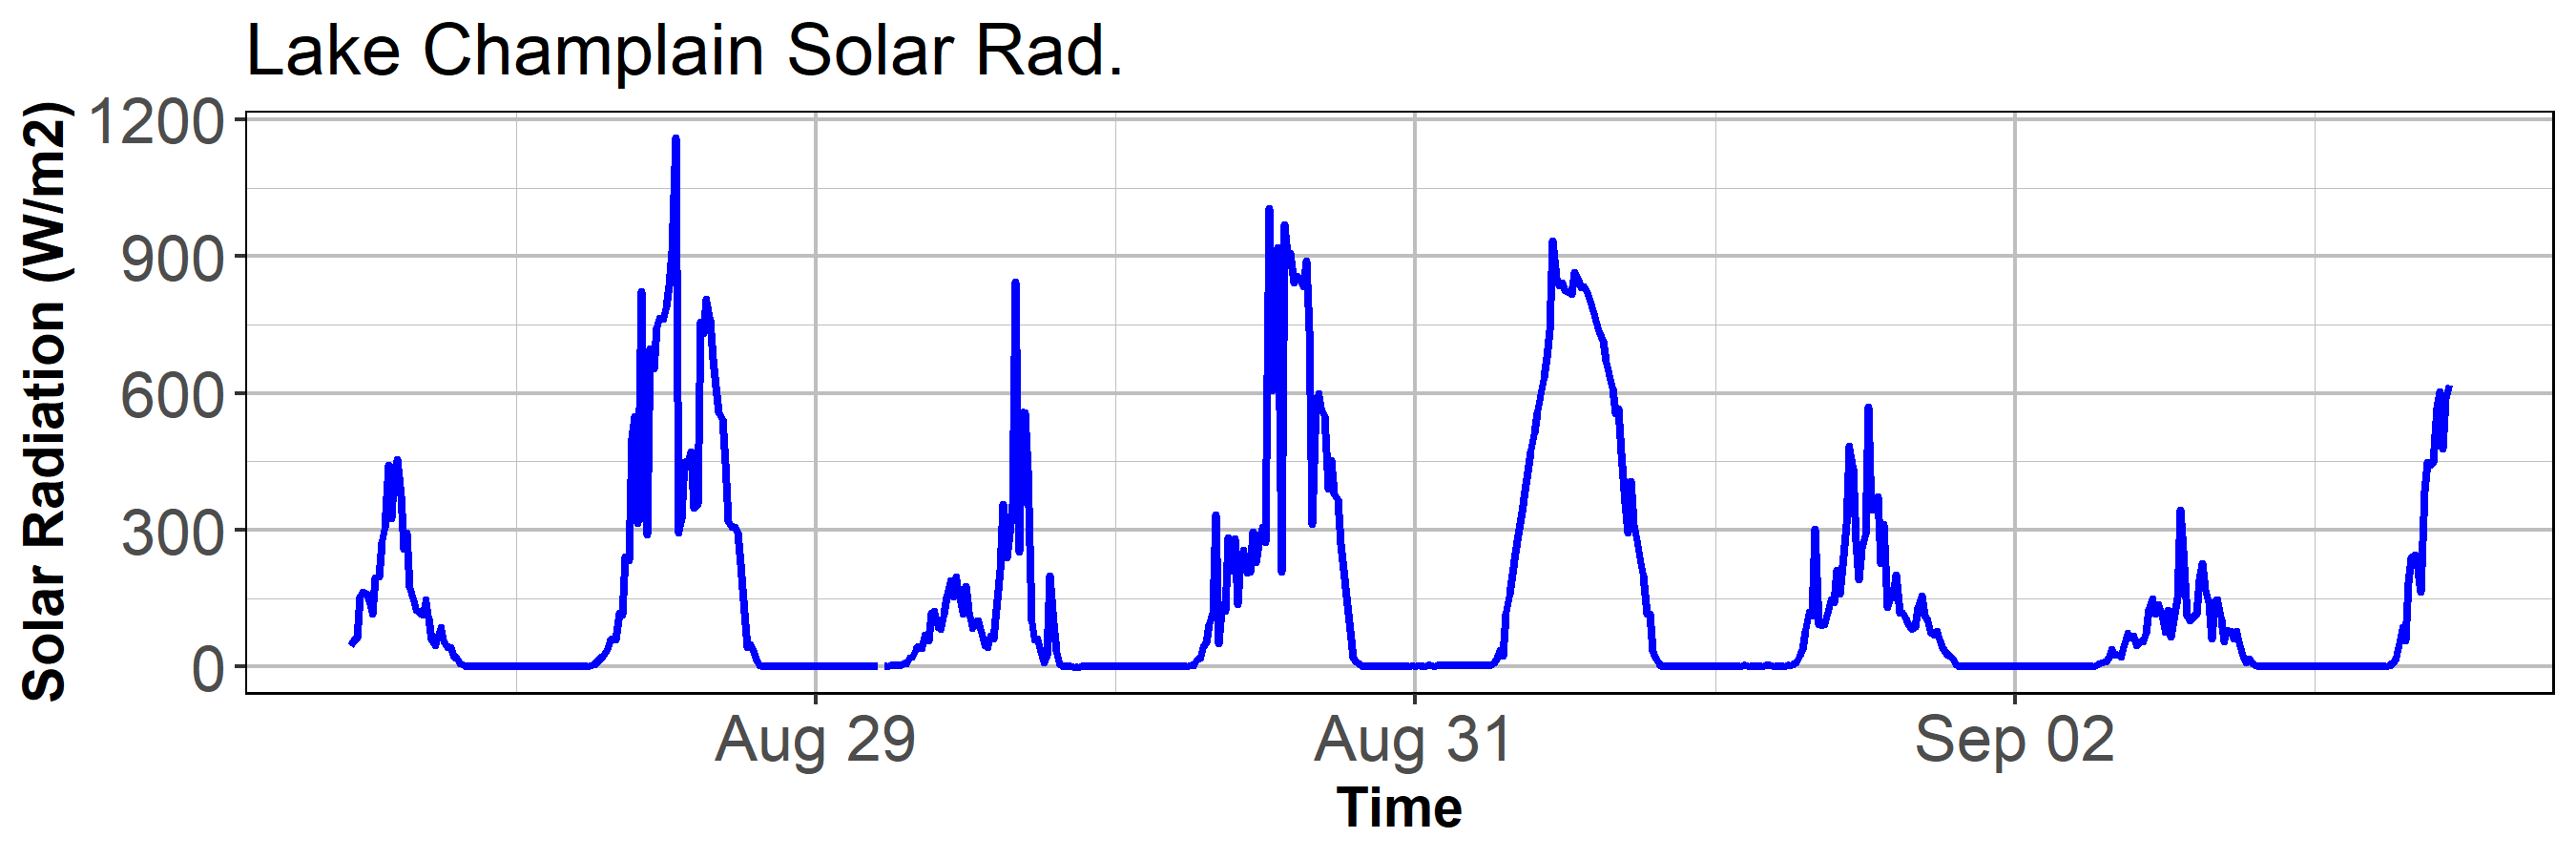 Lake Champlain Solar Rad.
Solar Radiation (W/m2)
1200
900
600
300
0
Aug 29 Aug 31 Sep 02
Time